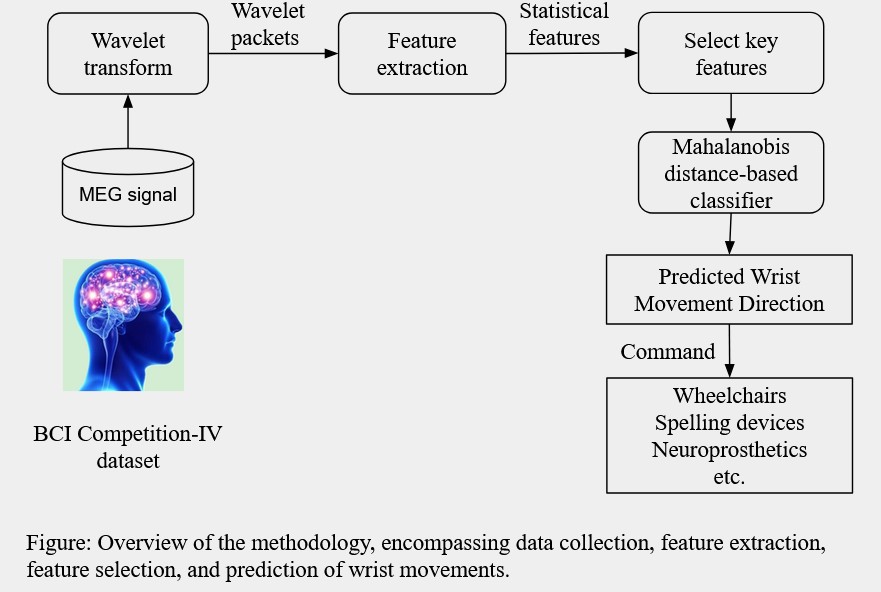 Wavelet
transform
Wavelet
packets
Feature
extraction
Statistical
features
Select key
features
MEG signal
Mahalanobis
distance-based
classifier
Predicted Wrist
Movement Direction
Command
Wheelchairs
Spelling devices
Neuroprosthetics
etc.
BCI Competition-IV
dataset
Figure: Overview of the methodology, encompassing data collection, feature extraction,
feature selection, and prediction of wrist movements.